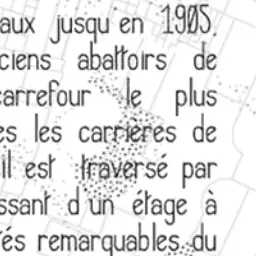 aux jusqu'en 1905,
ciens abattoirs de
carrefour le plus
es les carrières de
il est traversé par
ssant d'un étage à
tés remarquables du